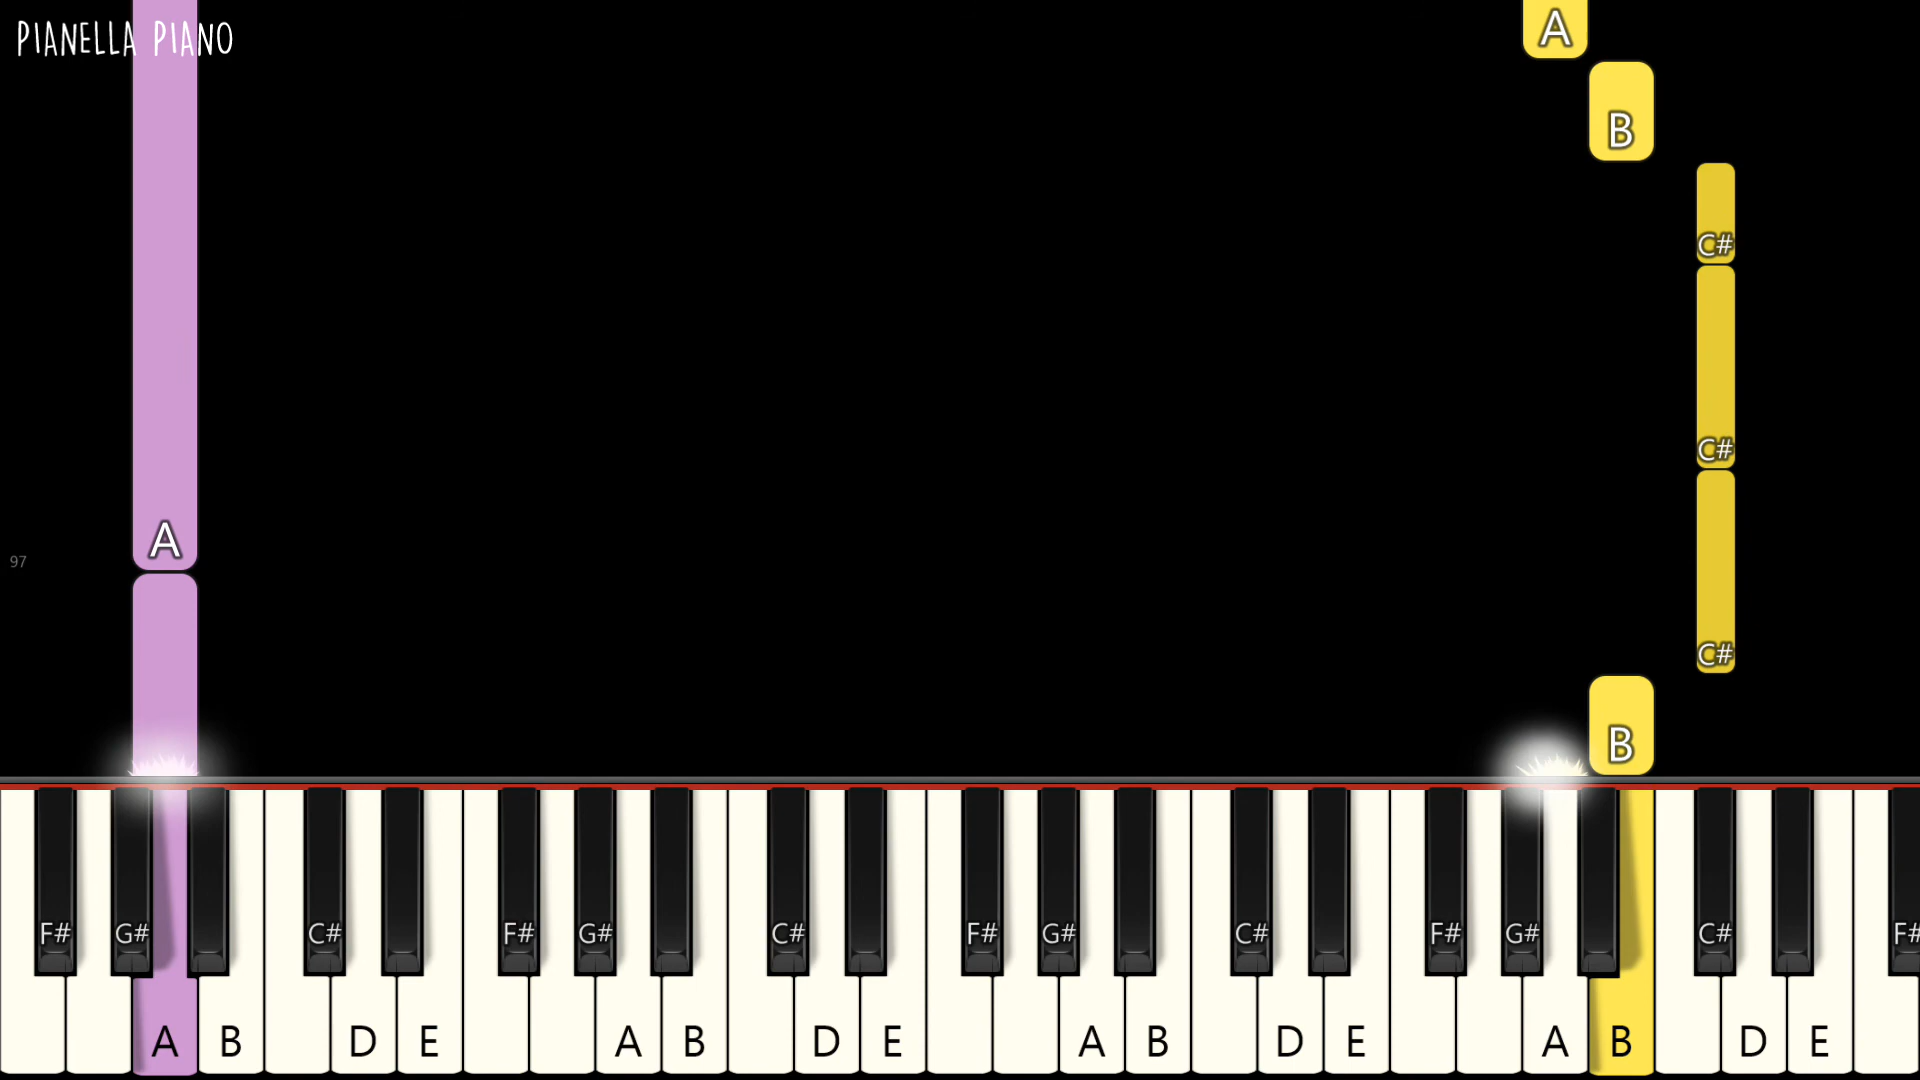 PIANELLA PIANO
A
B
C#
C#
A
97
C#
B
F# G# C# F# G# C# F# G# C# F# G# C# F#
A B D E A B D E A B D E A B D E